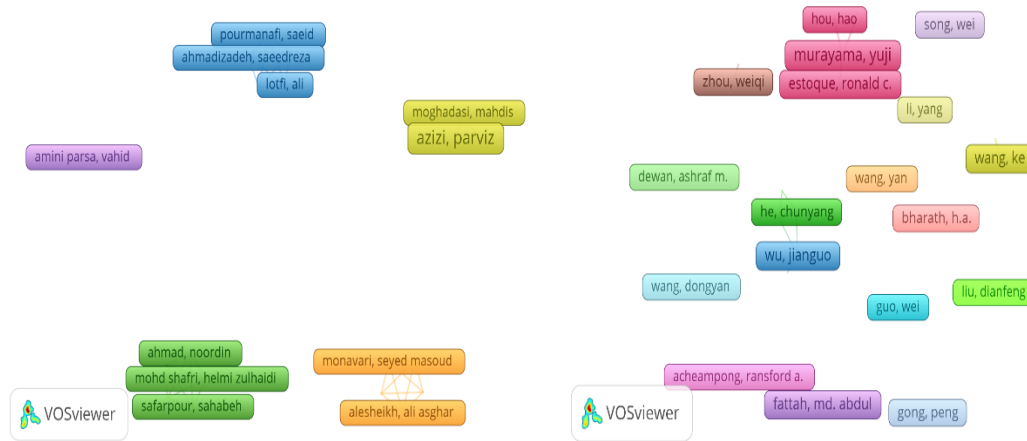 pourmanafi, saeid
ahmadizadeh, saeedreza
lotfi, ali
moghadasi, mahdis
azizi, parviz
amini parsa, vahid
ahmad, noordin
mohd shafri, helmi zulhaidi
safarpour, sahabeh
monavari, seyed masoud
alesheikh, ali asghar
VOSviewer
hou, hao
song, wei
murayama, yuji
zhou, weiqi
estoque, ronald c.
li, yang
wang, ke
dewan, ashraf m.
wang, yan
he, chunyang
bharath, h.a.
wu, jianguo
wang, dongyan
liu, dianfeng
guo, wei
acheampong, ransford a.
fattah, md. abdul
gong, peng
VOSviewer